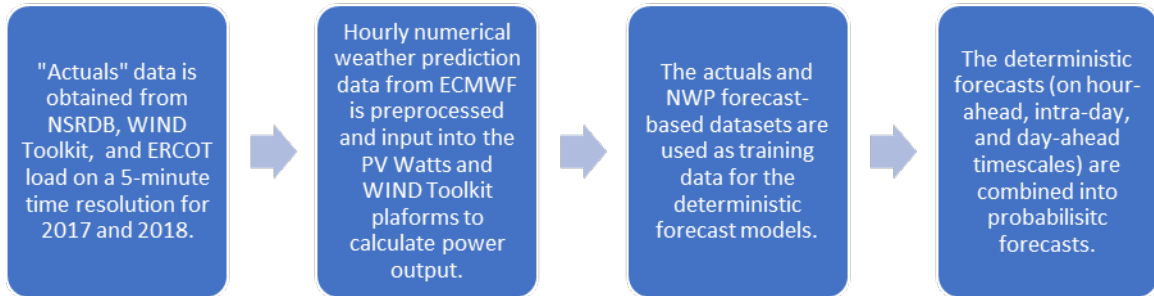 "Actuals" data is
obtained from
NSRDB, WIND
Toolkit, and ERCOT
load on a 5-minute
time resolution for
2017 and 2018.
Hourly numerical
weather prediction
data from ECMWF
is preprocessed
and input into the
PV Watts and
WIND Toolkit
plaforms to
calculate power
output.
The actuals and
NWP forecast-
based datasets are
used as training
data for the
deterministic
forecast models.
The deterministic
forecasts (on hour-
ahead, intra-day,
and day-ahead
timescales) are
combined into
probabilisitc
forecasts.